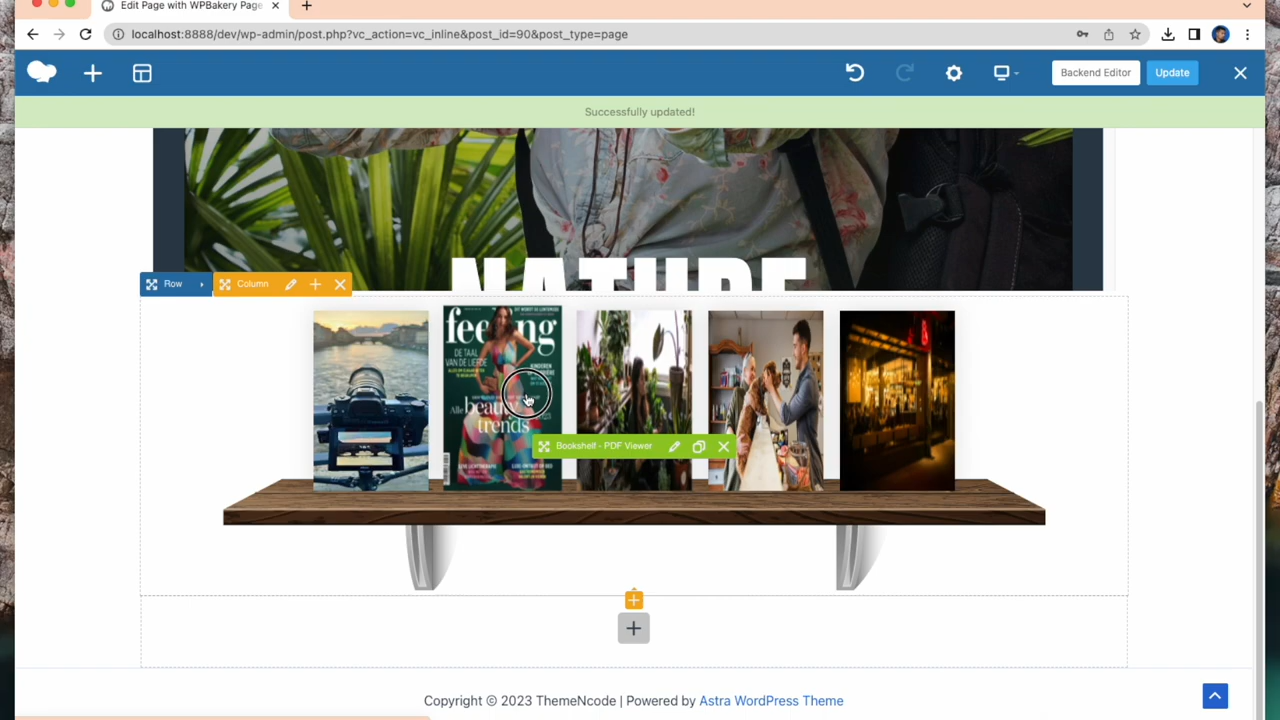 Edit Page with WPBakery Page
localhost:8888/dev/wp-admin/post.php?vc_action=vc_inline&post_id=90&post_type=page
Backend Editor
Update
Successfully updated!
NATURE
Row
Column
feeling
DE TAAL
VAN DE LIEFDE
Alle beauty
trends
Bookshelf - PDF Viewer
Copyright © 2023 ThemeNcode | Powered by Astra WordPress Theme